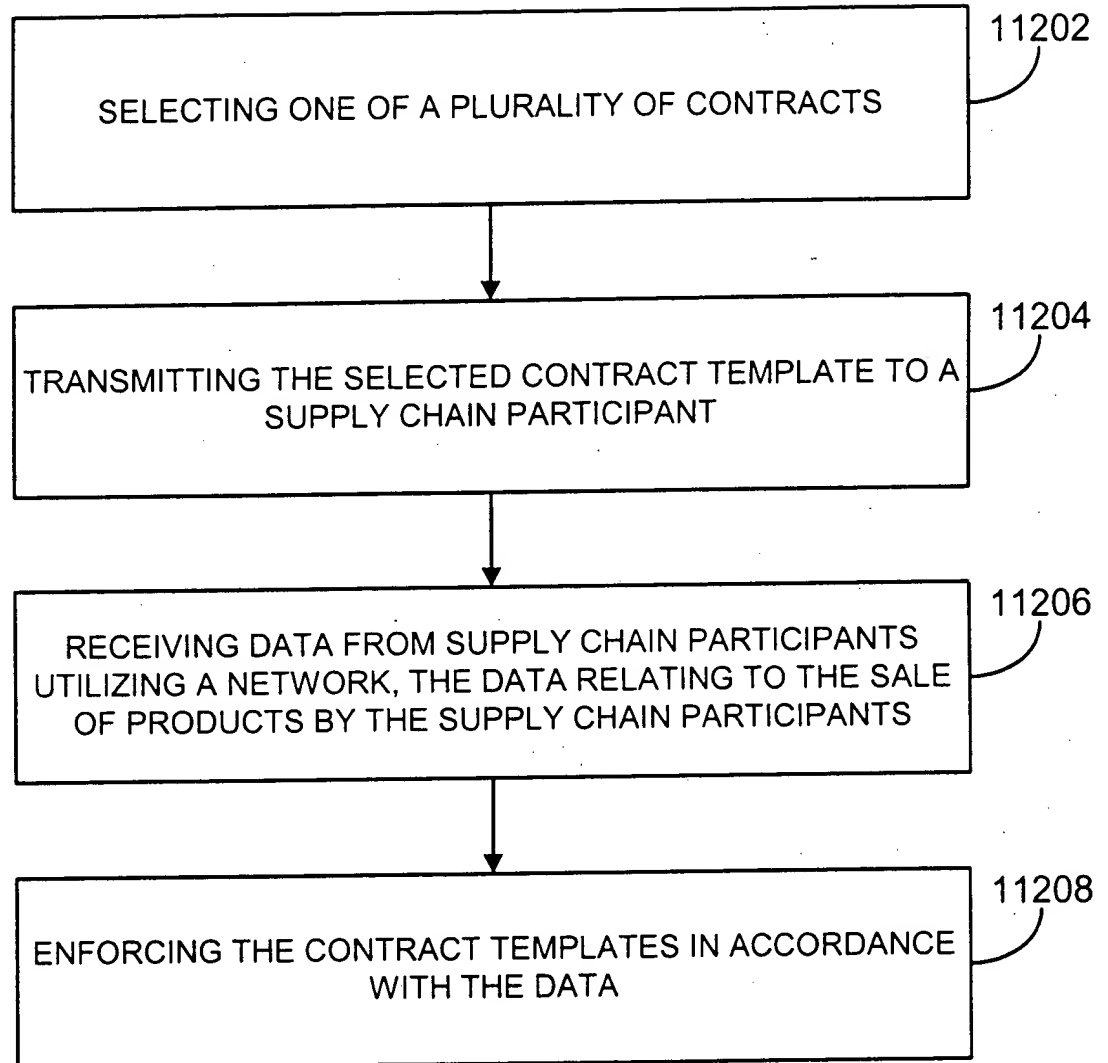 11202
SELECTING ONE OF A PLURALITY OF CONTRACTS
11204
TRANSMITTING THE SELECTED CONTRACT TEMPLATE TO A
SUPPLY CHAIN PARTICIPANT
11206
RECEIVING DATA FROM SUPPLY CHAIN PARTICIPANTS
UTILIZING A NETWORK, THE DATA RELATING TO THE SALE
OF PRODUCTS BY THE SUPPLY CHAIN PARTICIPANTS
11208
ENFORCING THE CONTRACT TEMPLATES IN ACCORDANCE
WITH THE DATA